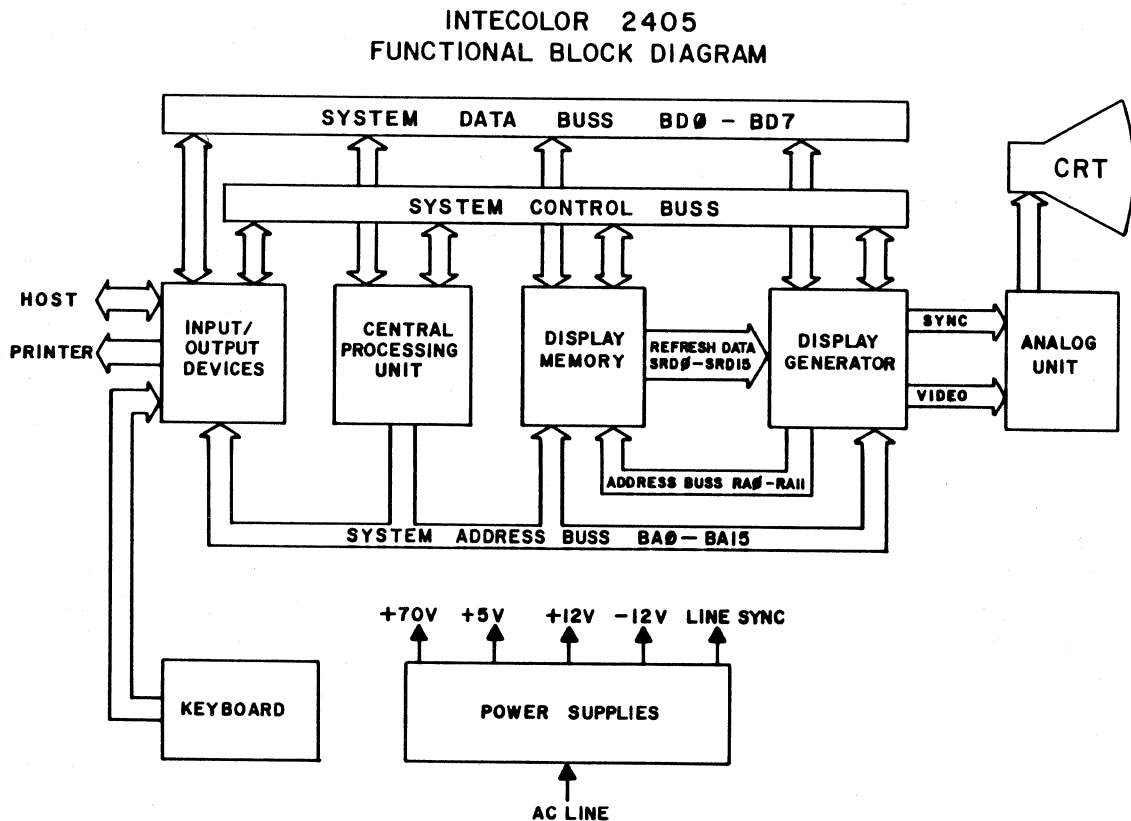 INTECOLOR 2405
FUNCTIONAL BLOCK DIAGRAM
SYSTEM DATA BUSS BDØ - BD7
CRT
SYSTEM CONTROL BUSS
HOST
PRINTER
INPUT/
OUTPUT
DEVICES
CENTRAL
PROCESSING
UNIT
DISPLAY
MEMORY
REFRESH DATA
SRDØ-SRD15
DISPLAY
GENERATOR
SYNC
VIDEO
ANALOG
UNIT
ADDRESS BUSS RAØ-RA11
SYSTEM ADDRESS BUSS BAØ-BA15
+70V +5V +12V -12V LINE SYNC
KEYBOARD
POWER SUPPLIES
AC LINE